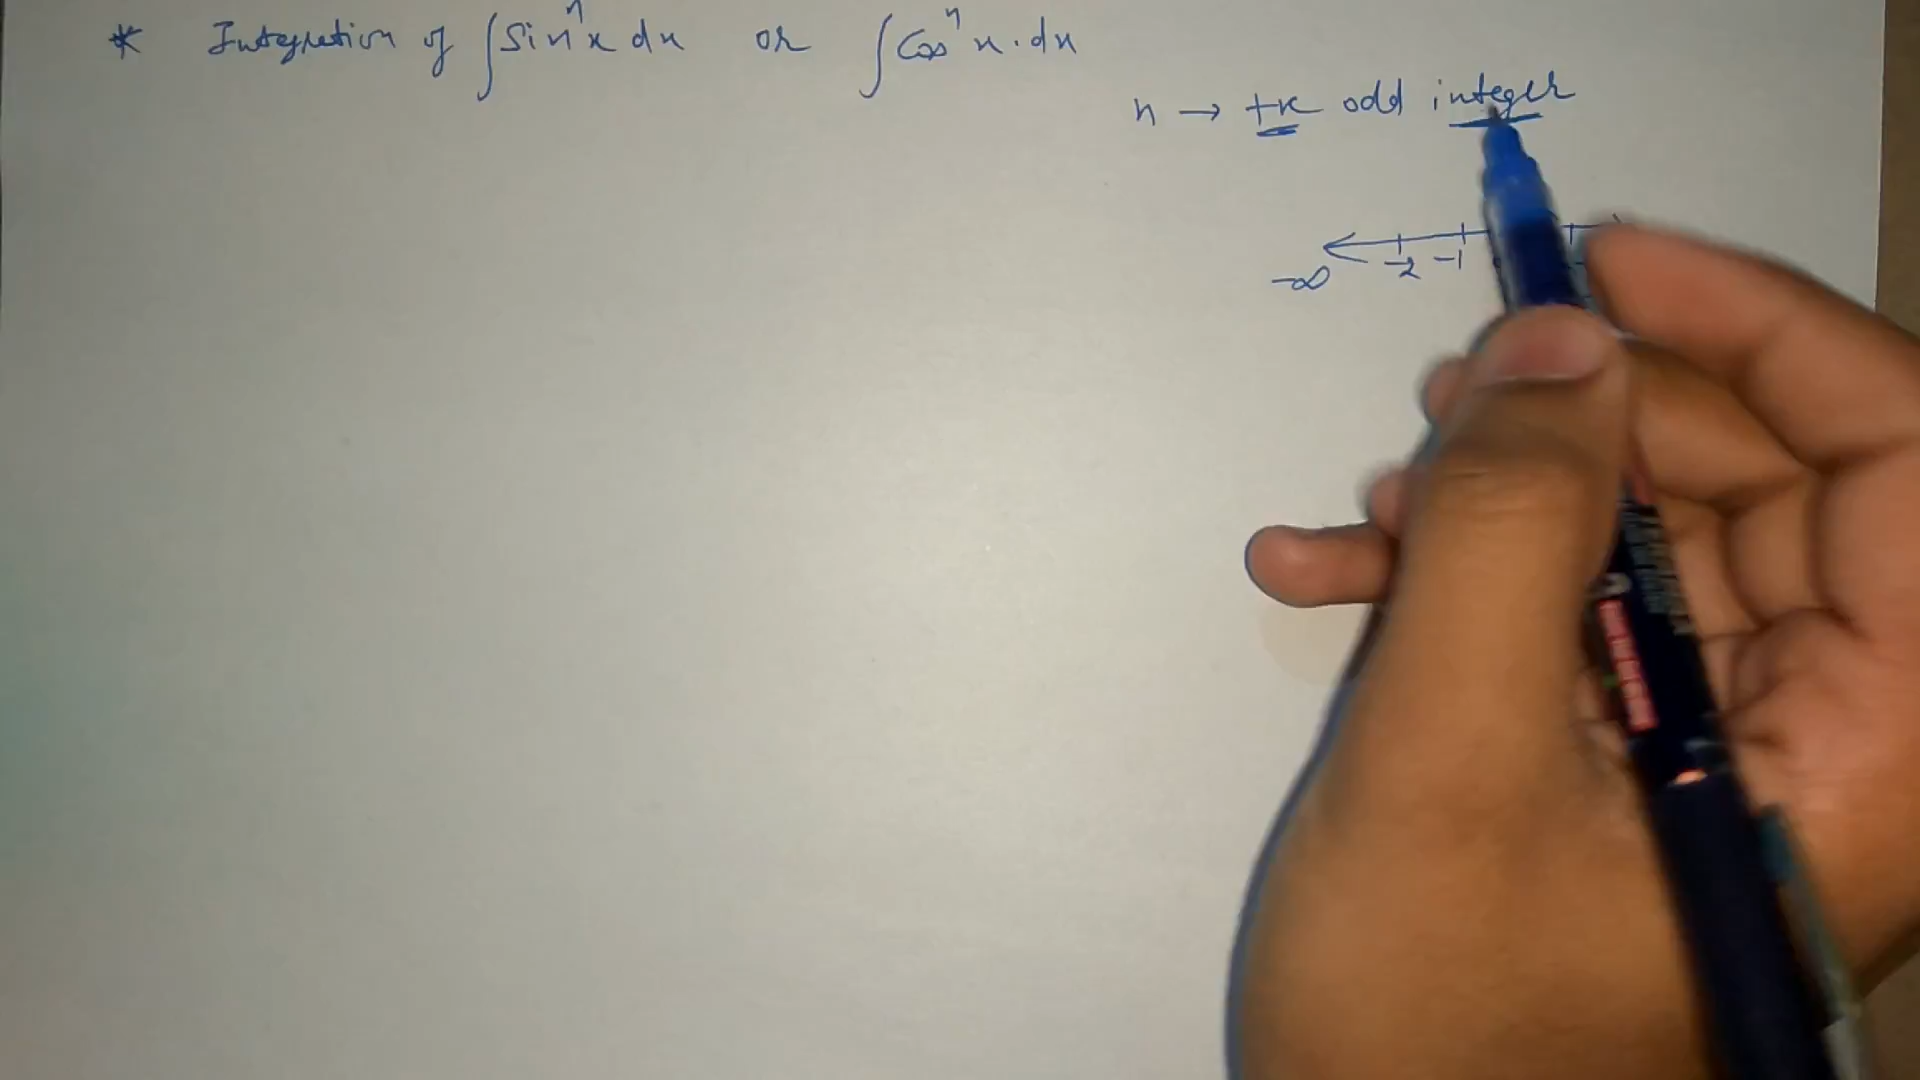 * Integration of ∫Sinⁿx dx or ∫Cosⁿx·dx
n → +ve odd integer
-2 -1
-∞